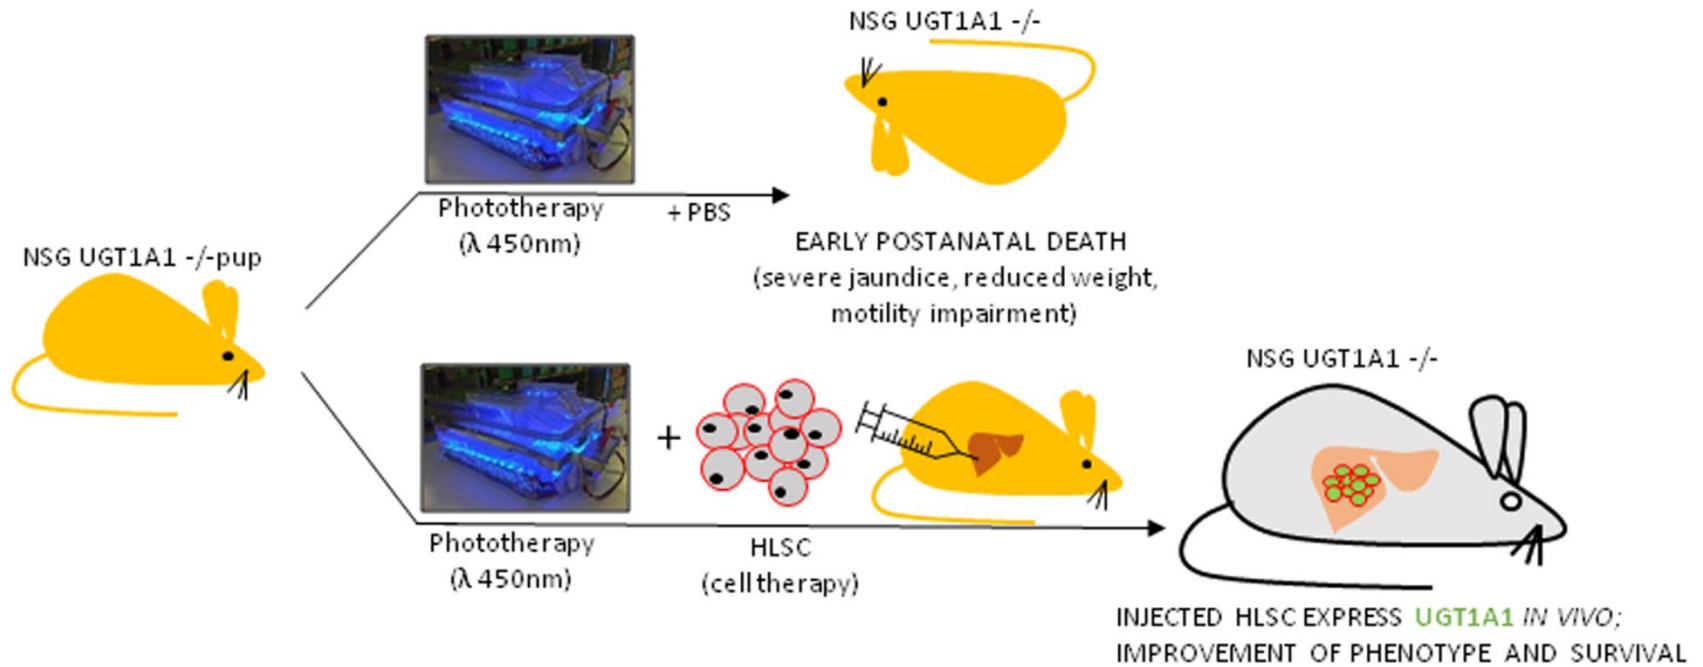 NSG UGT1A1 -/-
Phototherapy
(λ 450nm)
+ PBS
NSG UGT1A1 -/-pup
EARLY POSTANATAL DEATH
(severe jaundice, reduced weight,
motility impairment)
NSG UGT1A1 -/-
+
Phototherapy
(λ 450nm)
HLSC
(cell therapy)
INJECTED HLSC EXPRESS UGT1A1 IN VIVO;
IMPROVEMENT OF PHENOTYPE AND SURVIVAL